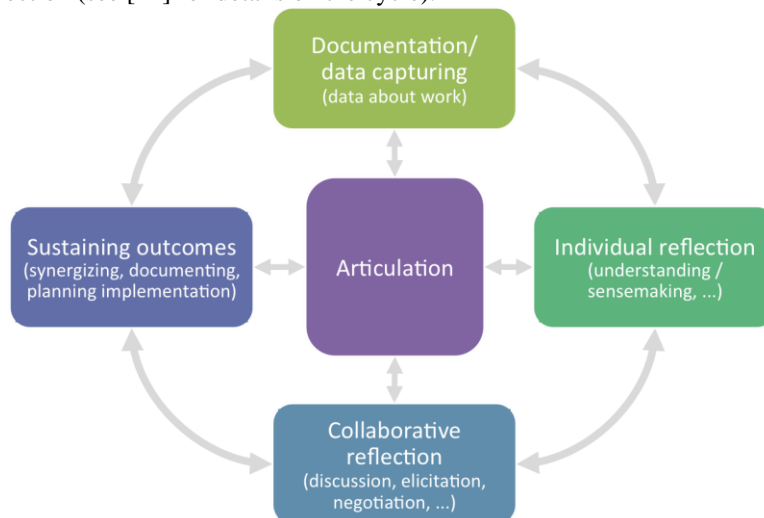 Documentation/
data capturing
(data about work)
Sustaining outcomes
(synergizing, documenting,
planning implementation)
Articulation
Individual reflection
(understanding /
sensemaking, ...)
Collaborative
reflection
(discussion, elicitation,
negotiation, ...)